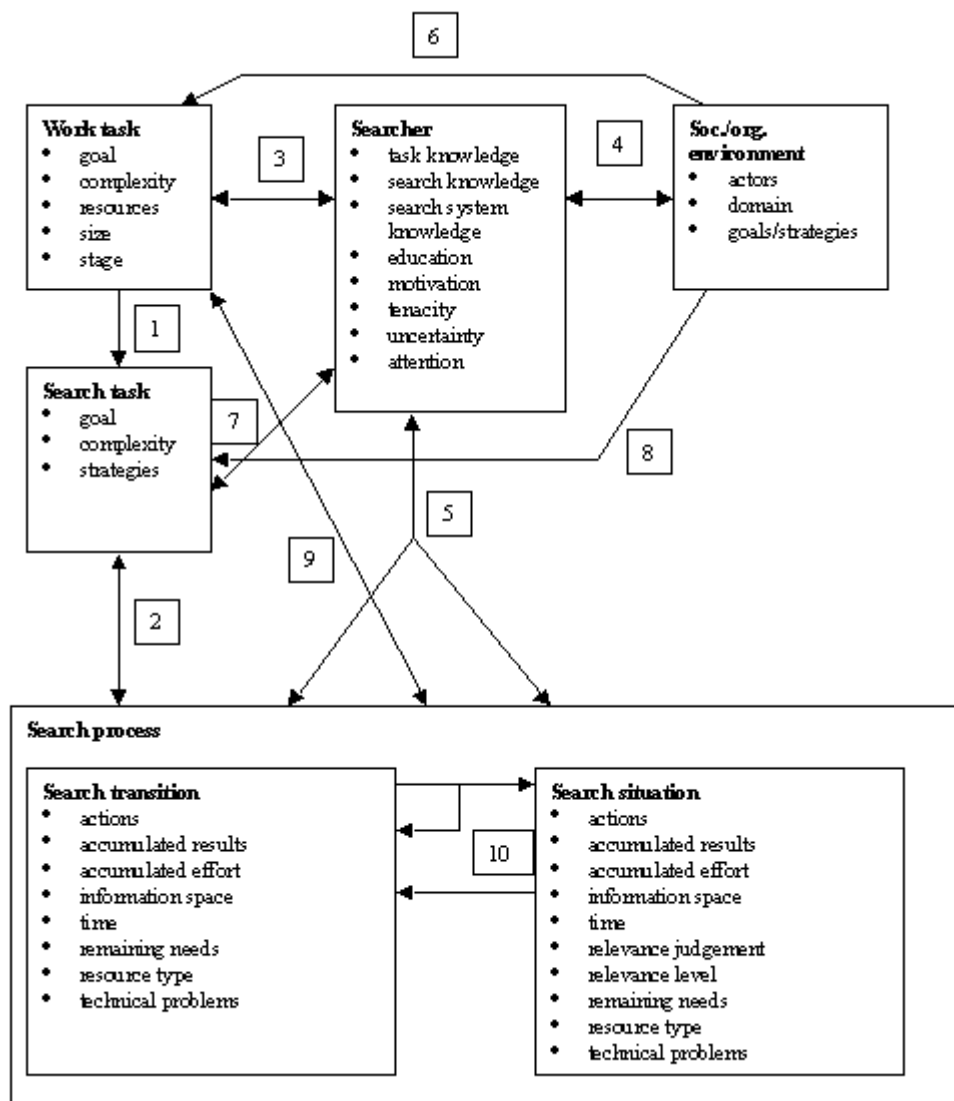 6
Work task
• goal
• complexity
• resources
• size
• stage
3
Searcher
• task knowledge
• search knowledge
• search system
knowledge
• education
• motivation
• tenacity
• uncertainty
• attention
4
Soc./org.
environment
• actors
• domain
• goals/strategies
1
Search task
• goal
• complexity
• strategies
7
8
5
9
2
Search process
Search transition
• actions
• accumulated results
• accumulated effort
• information space
• time
• remaining needs
• resource type
• technical problems
10
Search situation
• actions
• accumulated results
• accumulated effort
• information space
• time
• relevance judgement
• relevance level
• remaining needs
• resource type
• technical problems